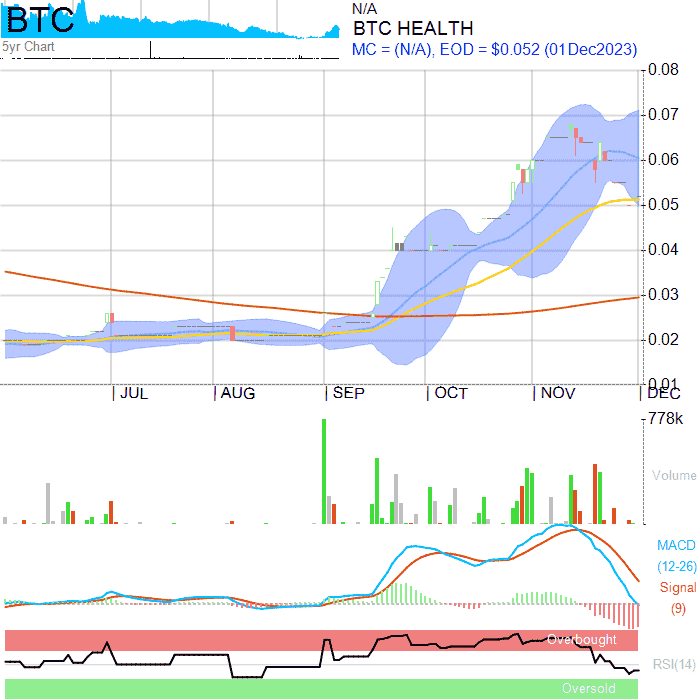 BTC
5yr Chart
N/A
BTC HEALTH
MC = (N/A), EOD = $0.052 (01Dec2023)
0.08
0.07
0.06
0.05
0.04
0.03
0.02
0.01
JUL AUG SEP OCT NOV DEC
778k
Volume
MACD
(12-26)
Signal
(9)
Overbought
RSI(14)
Oversold